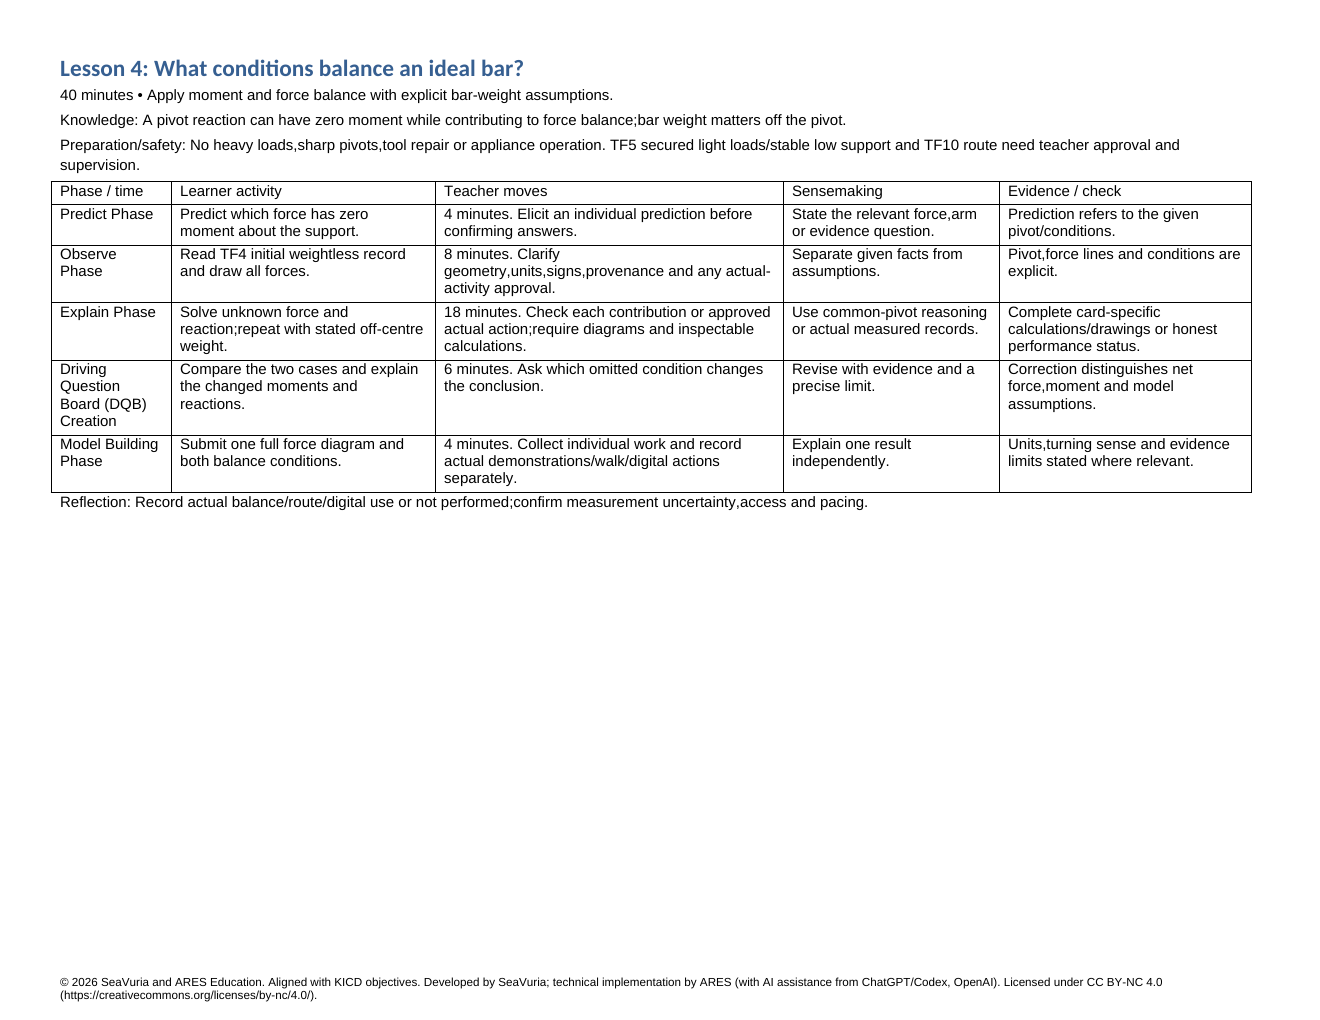 Lesson 4: What conditions balance an ideal bar?
40 minutes • Apply moment and force balance with explicit bar-weight assumptions.
Knowledge: A pivot reaction can have zero moment while contributing to force balance;bar weight matters off the pivot.
Preparation/safety: No heavy loads,sharp pivots,tool repair or appliance operation. TF5 secured light loads/stable low support and TF10 route need teacher approval and
supervision.
Phase / time
Learner activity
Teacher moves
Sensemaking
Evidence / check
Predict Phase
Predict which force has zero
moment about the support.
4 minutes. Elicit an individual prediction before
confirming answers.
State the relevant force,arm
or evidence question.
Prediction refers to the given
pivot/conditions.
Observe
Phase
Read TF4 initial weightless record
and draw all forces.
8 minutes. Clarify
geometry,units,signs,provenance and any actual-
activity approval.
Separate given facts from
assumptions.
Pivot,force lines and conditions are
explicit.
Explain Phase
Solve unknown force and
reaction;repeat with stated off-centre
weight.
18 minutes. Check each contribution or approved
actual action;require diagrams and inspectable
calculations.
Use common-pivot reasoning
or actual measured records.
Complete card-specific
calculations/drawings or honest
performance status.
Driving
Question
Board (DQB)
Creation
Compare the two cases and explain
the changed moments and
reactions.
6 minutes. Ask which omitted condition changes
the conclusion.
Revise with evidence and a
precise limit.
Correction distinguishes net
force,moment and model
assumptions.
Model Building
Phase
Submit one full force diagram and
both balance conditions.
4 minutes. Collect individual work and record
actual demonstrations/walk/digital actions
separately.
Explain one result
independently.
Units,turning sense and evidence
limits stated where relevant.
Reflection: Record actual balance/route/digital use or not performed;confirm measurement uncertainty,access and pacing.
© 2026 SeaVuria and ARES Education. Aligned with KICD objectives. Developed by SeaVuria; technical implementation by ARES (with AI assistance from ChatGPT/Codex, OpenAI). Licensed under CC BY-NC 4.0
(https://creativecommons.org/licenses/by-nc/4.0/).